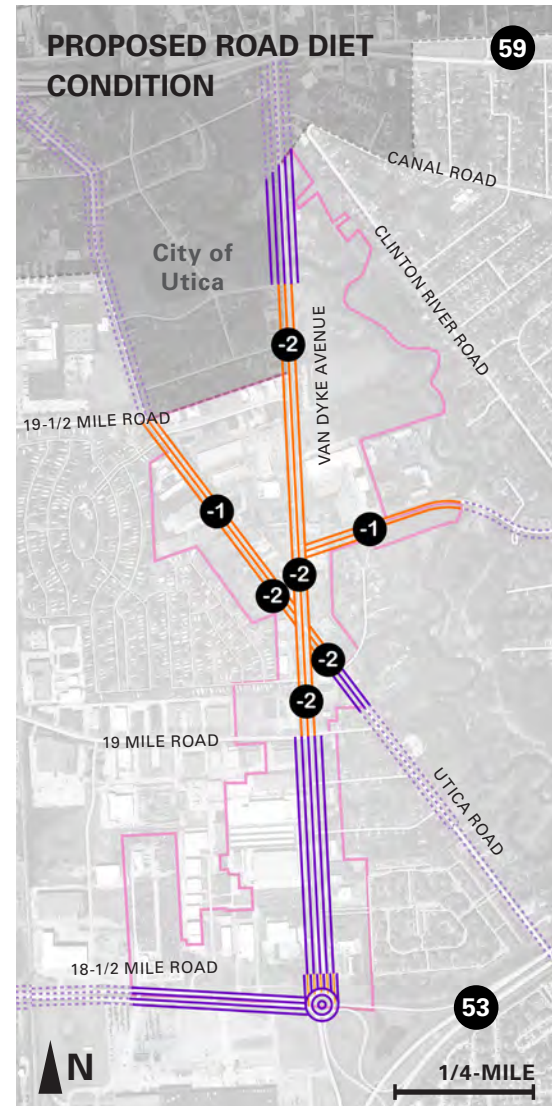 PROPOSED ROAD DIET
CONDITION
59
CANAL ROAD
City of
Utica
CLINTON RIVER ROAD
-2
VAN DYKE AVENUE
19-1/2 MILE ROAD
-1
-1
-2
-2
-2
-2
19 MILE ROAD
UTICA ROAD
18-1/2 MILE ROAD
53
N
1/4-MILE